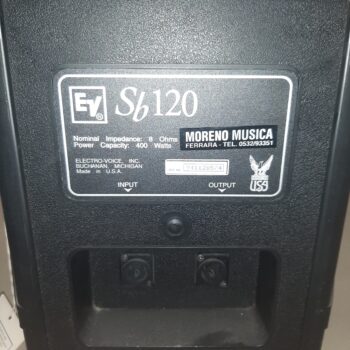 EV Sb120
Nominal Impedance: 8 Ohms
Power Capacity: 400 Watts
MORENO MUSICA
FERRARA - TEL. 0532/93351
ELECTRO-VOICE, INC.
BUCHANAN, MICHIGAN
Made in U.S.A.
USS
INPUT OUTPUT